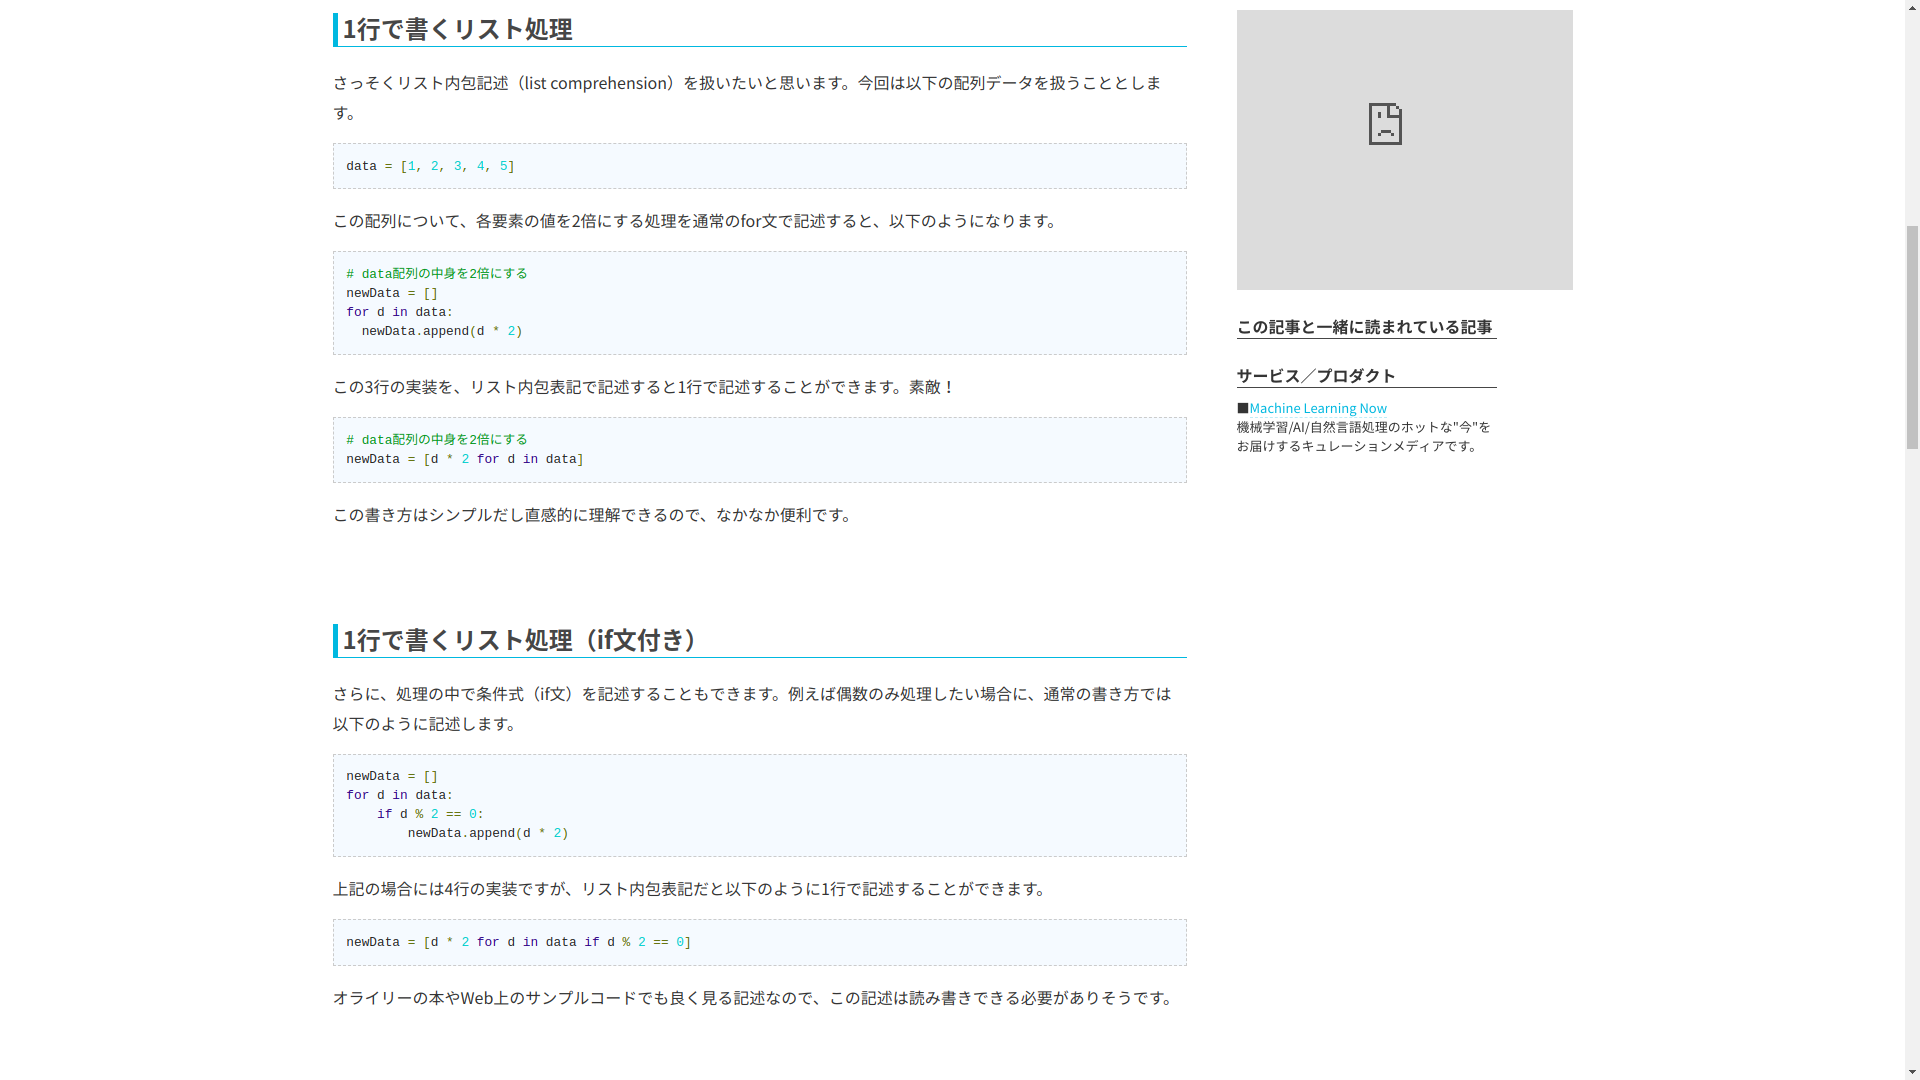 1行で書くリスト処理
さっそくリスト内包記述（list comprehension）を扱いたいと思います。今回は以下の配列データを扱うこととしま
す。
data = [1, 2, 3, 4, 5]
この配列について、各要素の値を2倍にする処理を通常のfor文で記述すると、以下のようになります。
# data配列の中身を2倍にする
newData = []
for d in data:
  newData.append(d * 2)
この3行の実装を、リスト内包表記で記述すると1行で記述することができます。素敵！
# data配列の中身を2倍にする
newData = [d * 2 for d in data]
この書き方はシンプルだし直感的に理解できるので、なかなか便利です。
1行で書くリスト処理（if文付き）
さらに、処理の中で条件式（if文）を記述することもできます。例えば偶数のみ処理したい場合に、通常の書き方では
以下のように記述します。
newData = []
for d in data:
    if d % 2 == 0:
        newData.append(d * 2)
上記の場合には4行の実装ですが、リスト内包表記だと以下のように1行で記述することができます。
newData = [d * 2 for d in data if d % 2 == 0]
オライリーの本やWeb上のサンプルコードでも良く見る記述なので、この記述は読み書きできる必要がありそうです。
この記事と一緒に読まれている記事
サービス／プロダクト
■Machine Learning Now
機械学習/AI/自然言語処理のホットな"今"を
お届けするキュレーションメディアです。